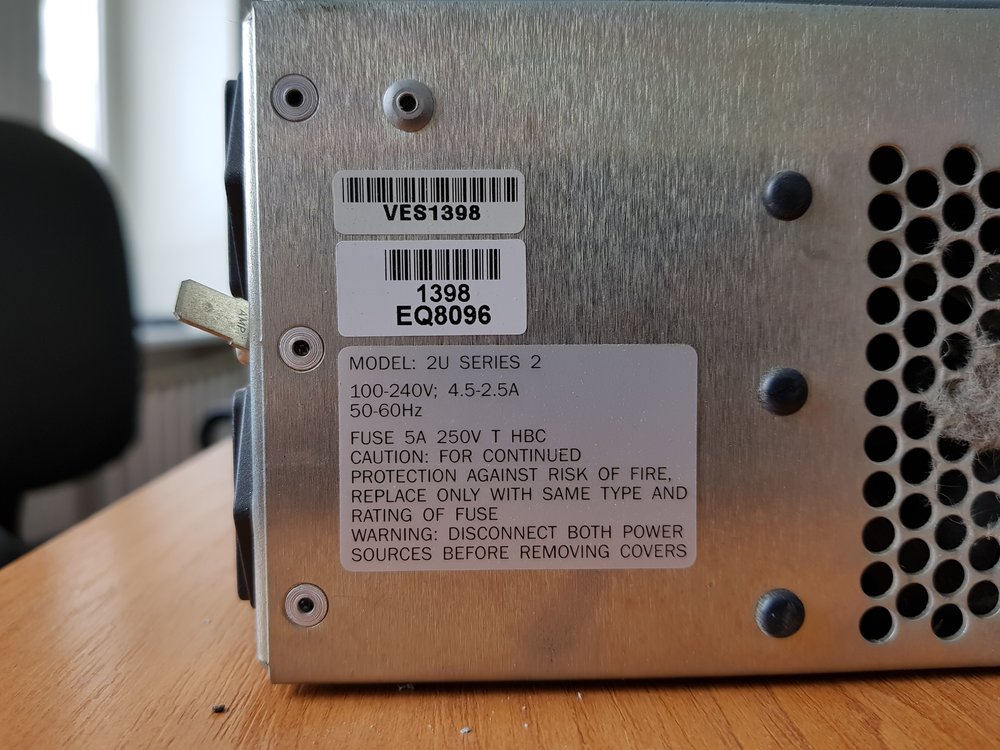 VES1398
1398
EQ8096
AMP
MODEL: 2U SERIES 2
100-240V; 4.5-2.5A
50-60Hz
FUSE 5A 250V T HBC
CAUTION: FOR CONTINUED
PROTECTION AGAINST RISK OF FIRE,
REPLACE ONLY WITH SAME TYPE AND
RATING OF FUSE
WARNING: DISCONNECT BOTH POWER
SOURCES BEFORE REMOVING COVERS